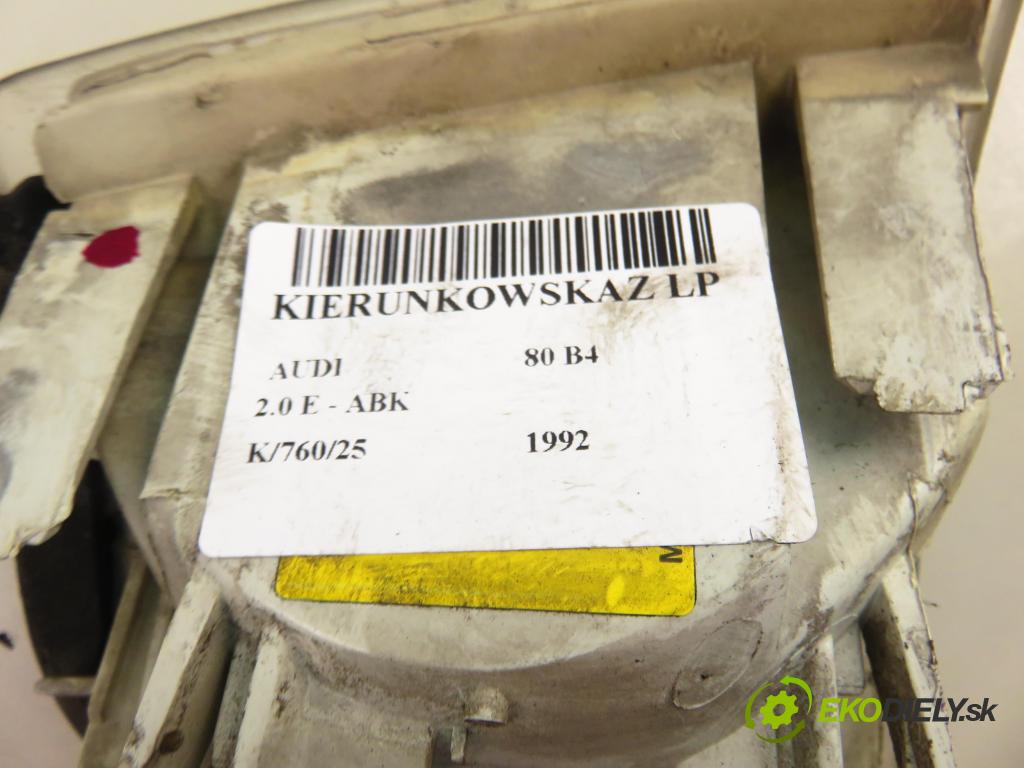 KIERUNKOWSKAZ LP
AUDI 80 B4
2.0 E - ABK
K/760/25 1992
M
EKODIELY.sk